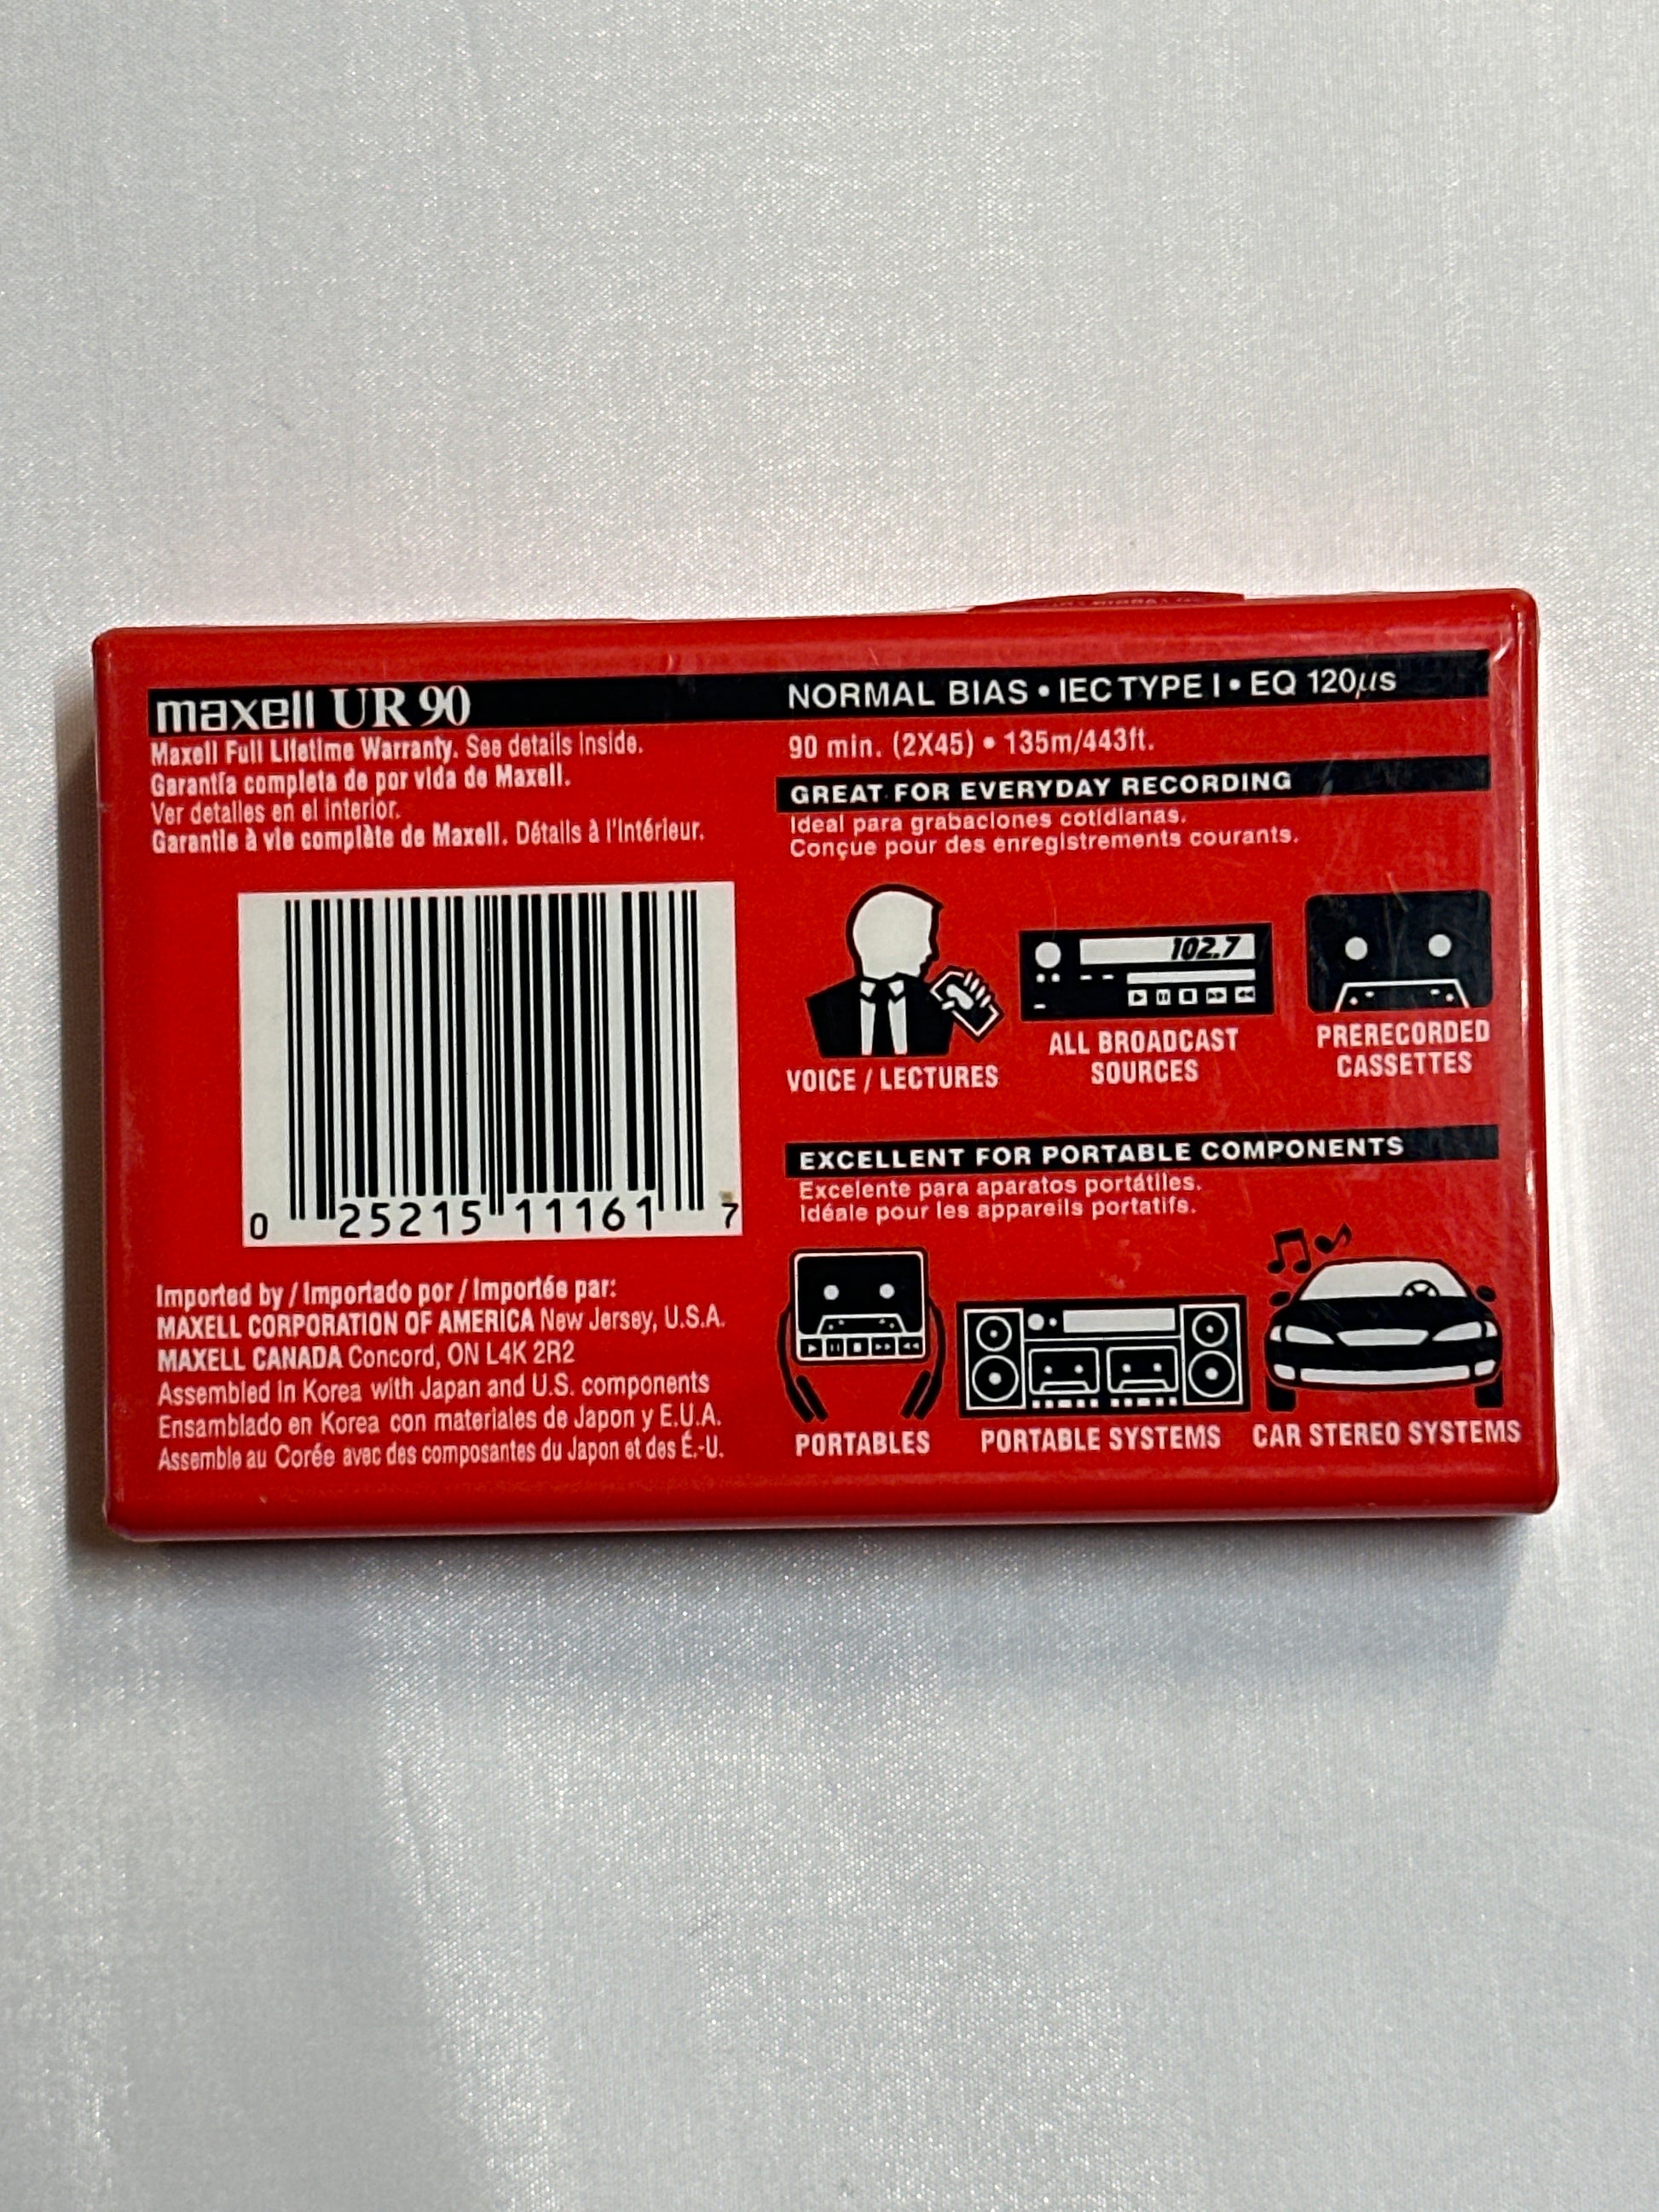 maxell UR 90
Maxell Full Lifetime Warranty. See details inside.
Garantía completa de por vida de Maxell.
Ver detalles en el interior.
Garantie à vie complète de Maxell. Détails à l'intérieur.
0 25215 11161 7
Imported by / Importado por / Importée par:
MAXELL CORPORATION OF AMERICA New Jersey, U.S.A.
MAXELL CANADA Concord, ON L4K 2R2
Assembled in Korea with Japan and U.S. components
Ensamblado en Korea con materiales de Japon y E.U.A.
Assemble au Corée avec des composantes du Japon et des É.-U.
NORMAL BIAS • IEC TYPE I • EQ 120µs
90 min. (2X45) • 135m/443ft.
GREAT FOR EVERYDAY RECORDING
Ideal para grabaciones cotidianas.
Conçue pour des enregistrements courants.
102.7
VOICE / LECTURES
ALL BROADCAST
SOURCES
PRERECORDED
CASSETTES
EXCELLENT FOR PORTABLE COMPONENTS
Excelente para aparatos portátiles.
Idéale pour les appareils portatifs.
PORTABLES
PORTABLE SYSTEMS
CAR STEREO SYSTEMS